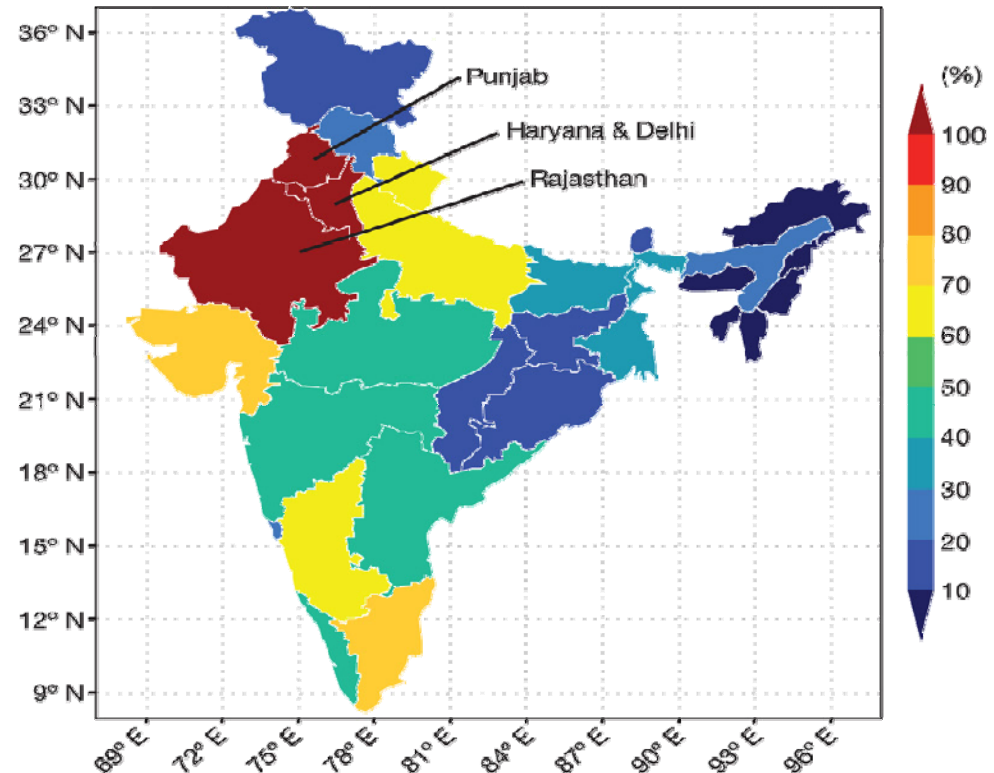 36° N
33° N
30° N
27° N
24° N
21° N
18° N
15° N
12° N
9° N
Punjab
Haryana & Delhi
Rajasthan
(%)
100
90
80
70
60
50
40
30
20
10
69° E
72° E
75° E
78° E
81° E
84° E
87° E
90° E
93° E
96° E